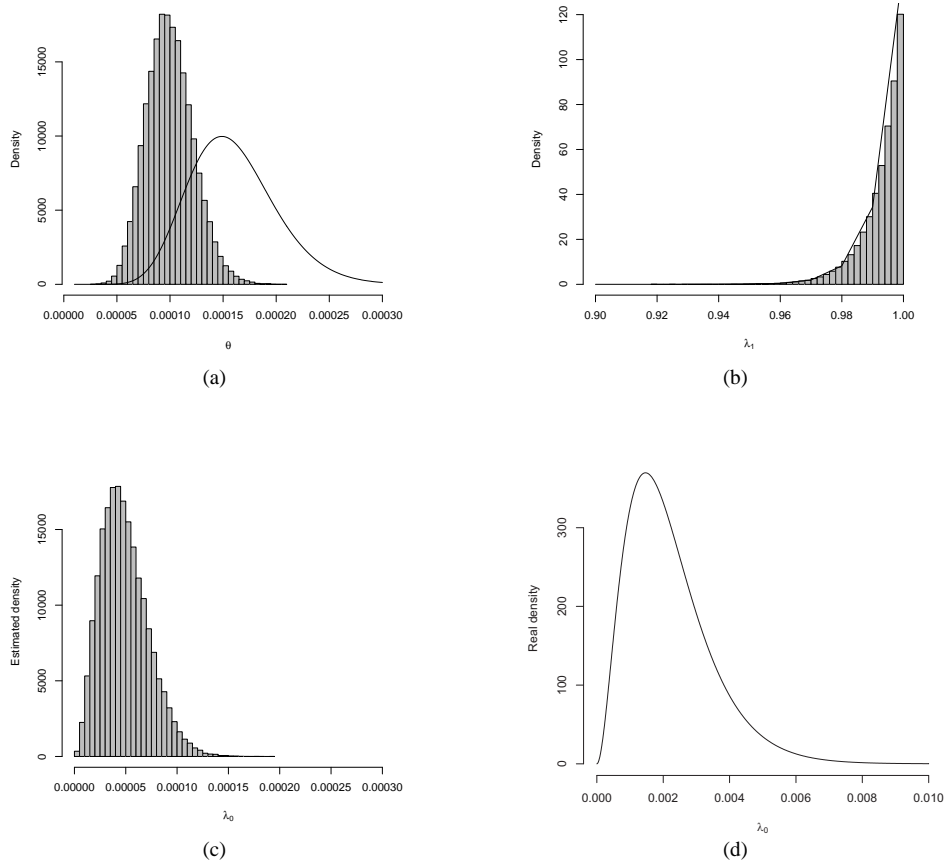 Density
0 5000 10000 15000
0.00000 0.00005 0.00010 0.00015 0.00020 0.00025 0.00030
θ
(a)
Density
0 20 40 60 80 100 120
0.90 0.92 0.94 0.96 0.98 1.00
λ1
(b)
Estimated density
0 5000 10000 15000
0.00000 0.00005 0.00010 0.00015 0.00020 0.00025 0.00030
λ0
(c)
Real density
0 100 200 300
0.000 0.002 0.004 0.006 0.008 0.010
λ0
(d)